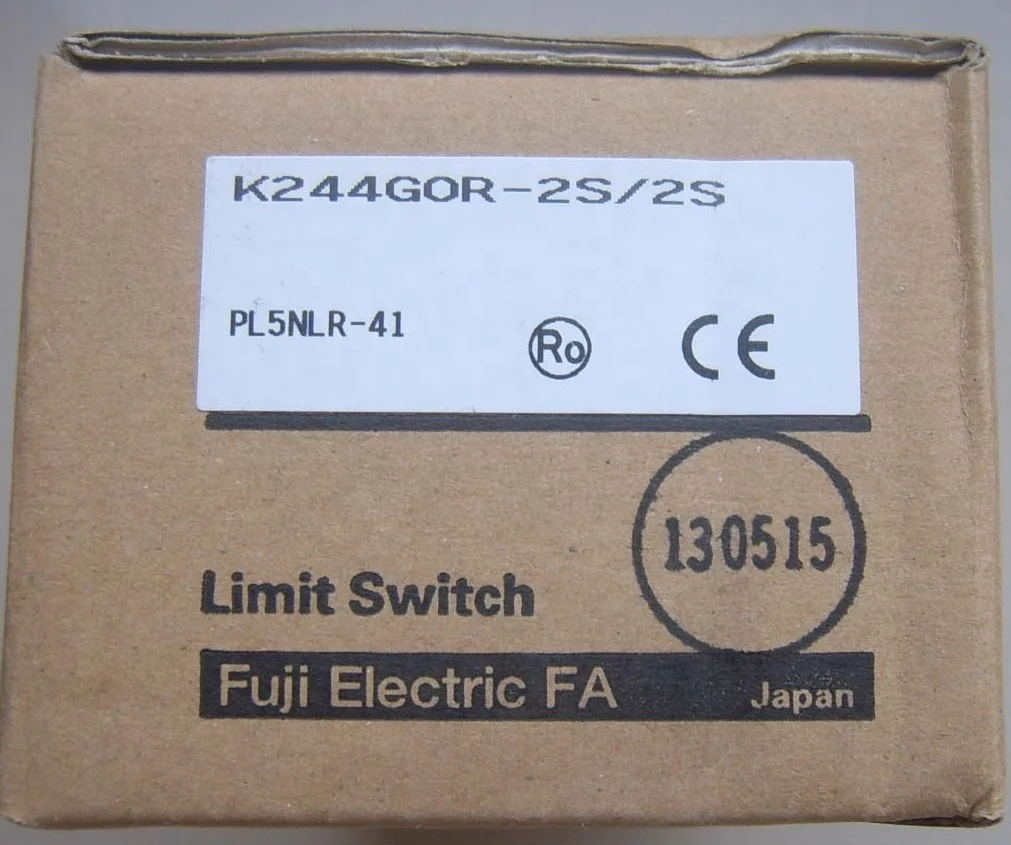 K244GOR-2S/2S
PL5NLR-41
Ro CE
130515
Limit Switch
Fuji Electric FA Japan